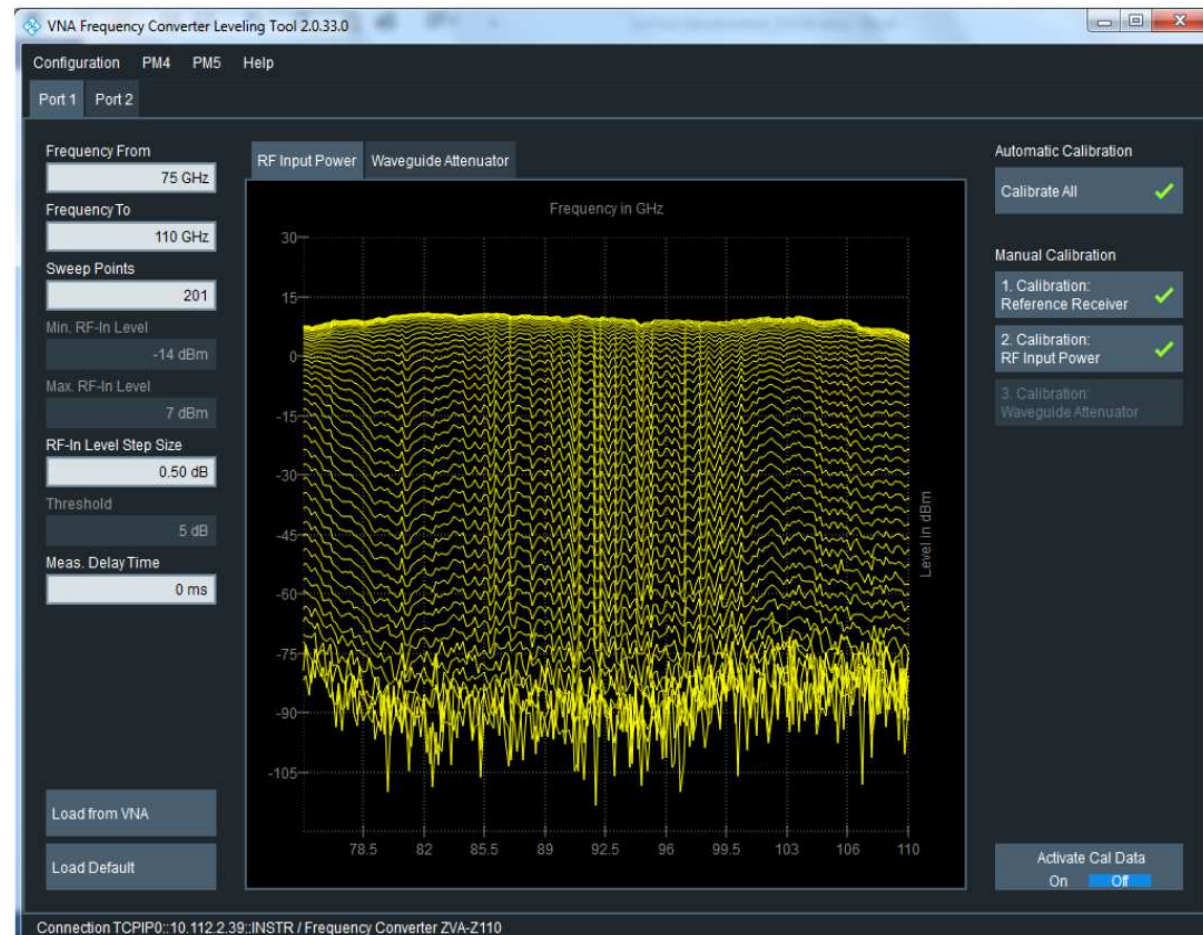 VNA Frequency Converter Leveling Tool 2.0.33.0
Configuration PM4 PM5 Help
Port 1 Port 2
Frequency From
75 GHz
Frequency To
110 GHz
Sweep Points
201
Min. RF-In Level
-14 dBm
Max. RF-In Level
7 dBm
RF-In Level Step Size
0.50 dB
Threshold
5 dB
Meas. Delay Time
0 ms
Load from VNA
Load Default
RF Input Power Waveguide Attenuator
Frequency in GHz
30
15
0
-15
-30
-45
-60
-75
-90
-105
Level in dBm
78.5 82 85.5 89 92.5 96 99.5 103 106 110
Automatic Calibration
Calibrate All
Manual Calibration
1. Calibration:
Reference Receiver
2. Calibration:
RF Input Power
3. Calibration:
Waveguide Attenuator
Activate Cal Data
On Off
Connection TCPIP0::10.112.2.39::INSTR / Frequency Converter ZVA-Z110